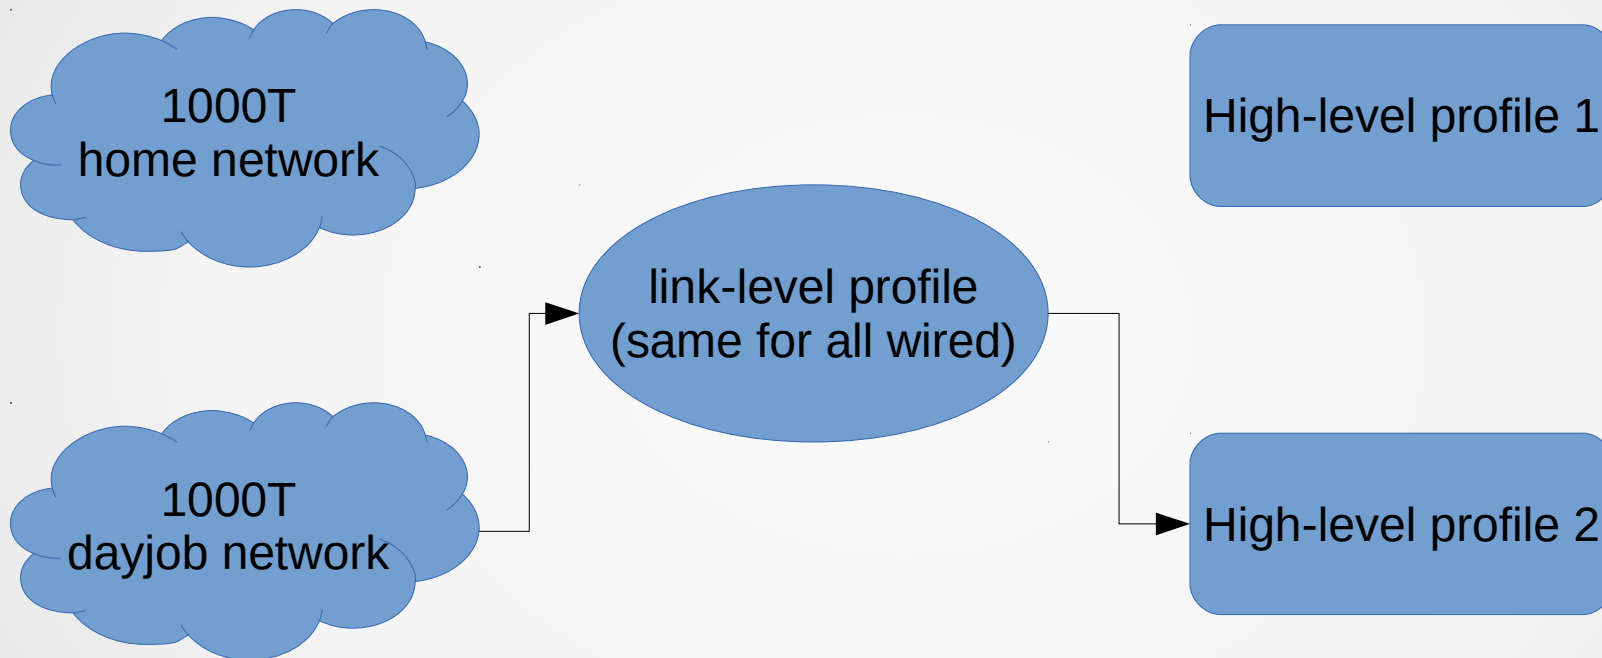 1000T
home network
High-level profile 1
link-level profile
(same for all wired)
1000T
dayjob network
High-level profile 2